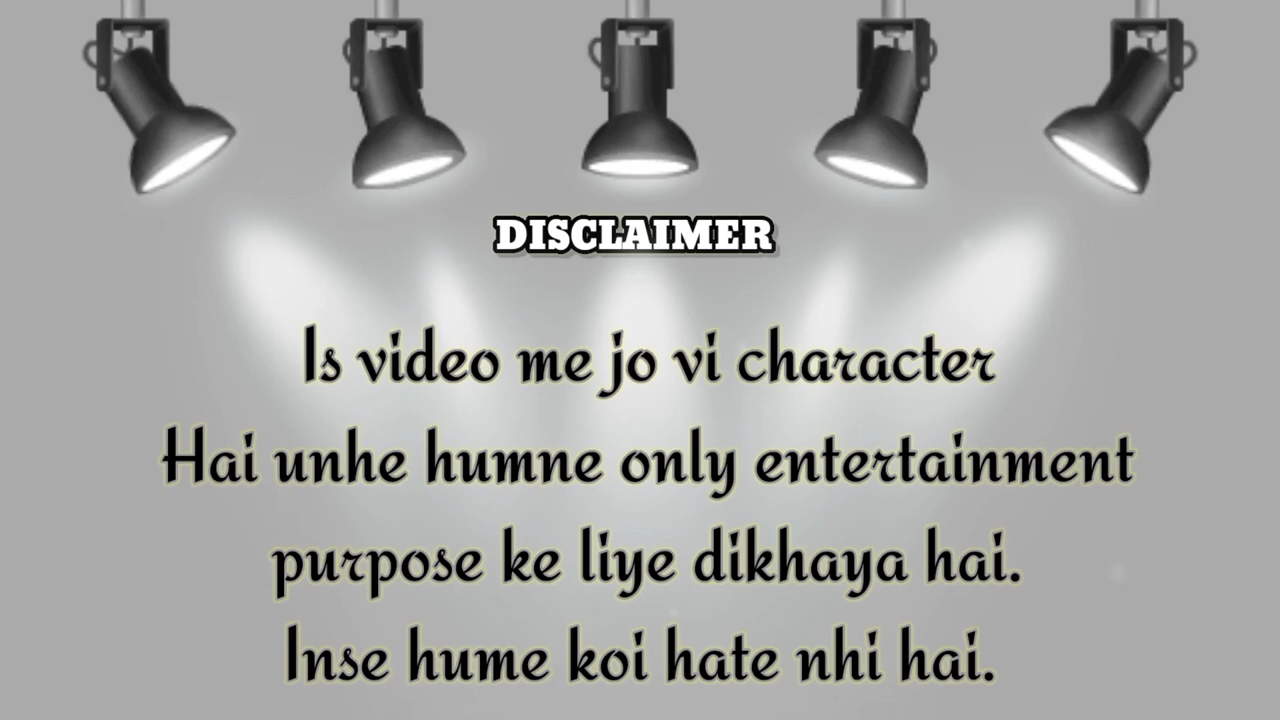 DISCLAIMER
Is video me jo vi character
Hai unhe humne only entertainment
purpose ke liye dikhaya hai.
Inse hume koi hate nhi hai.